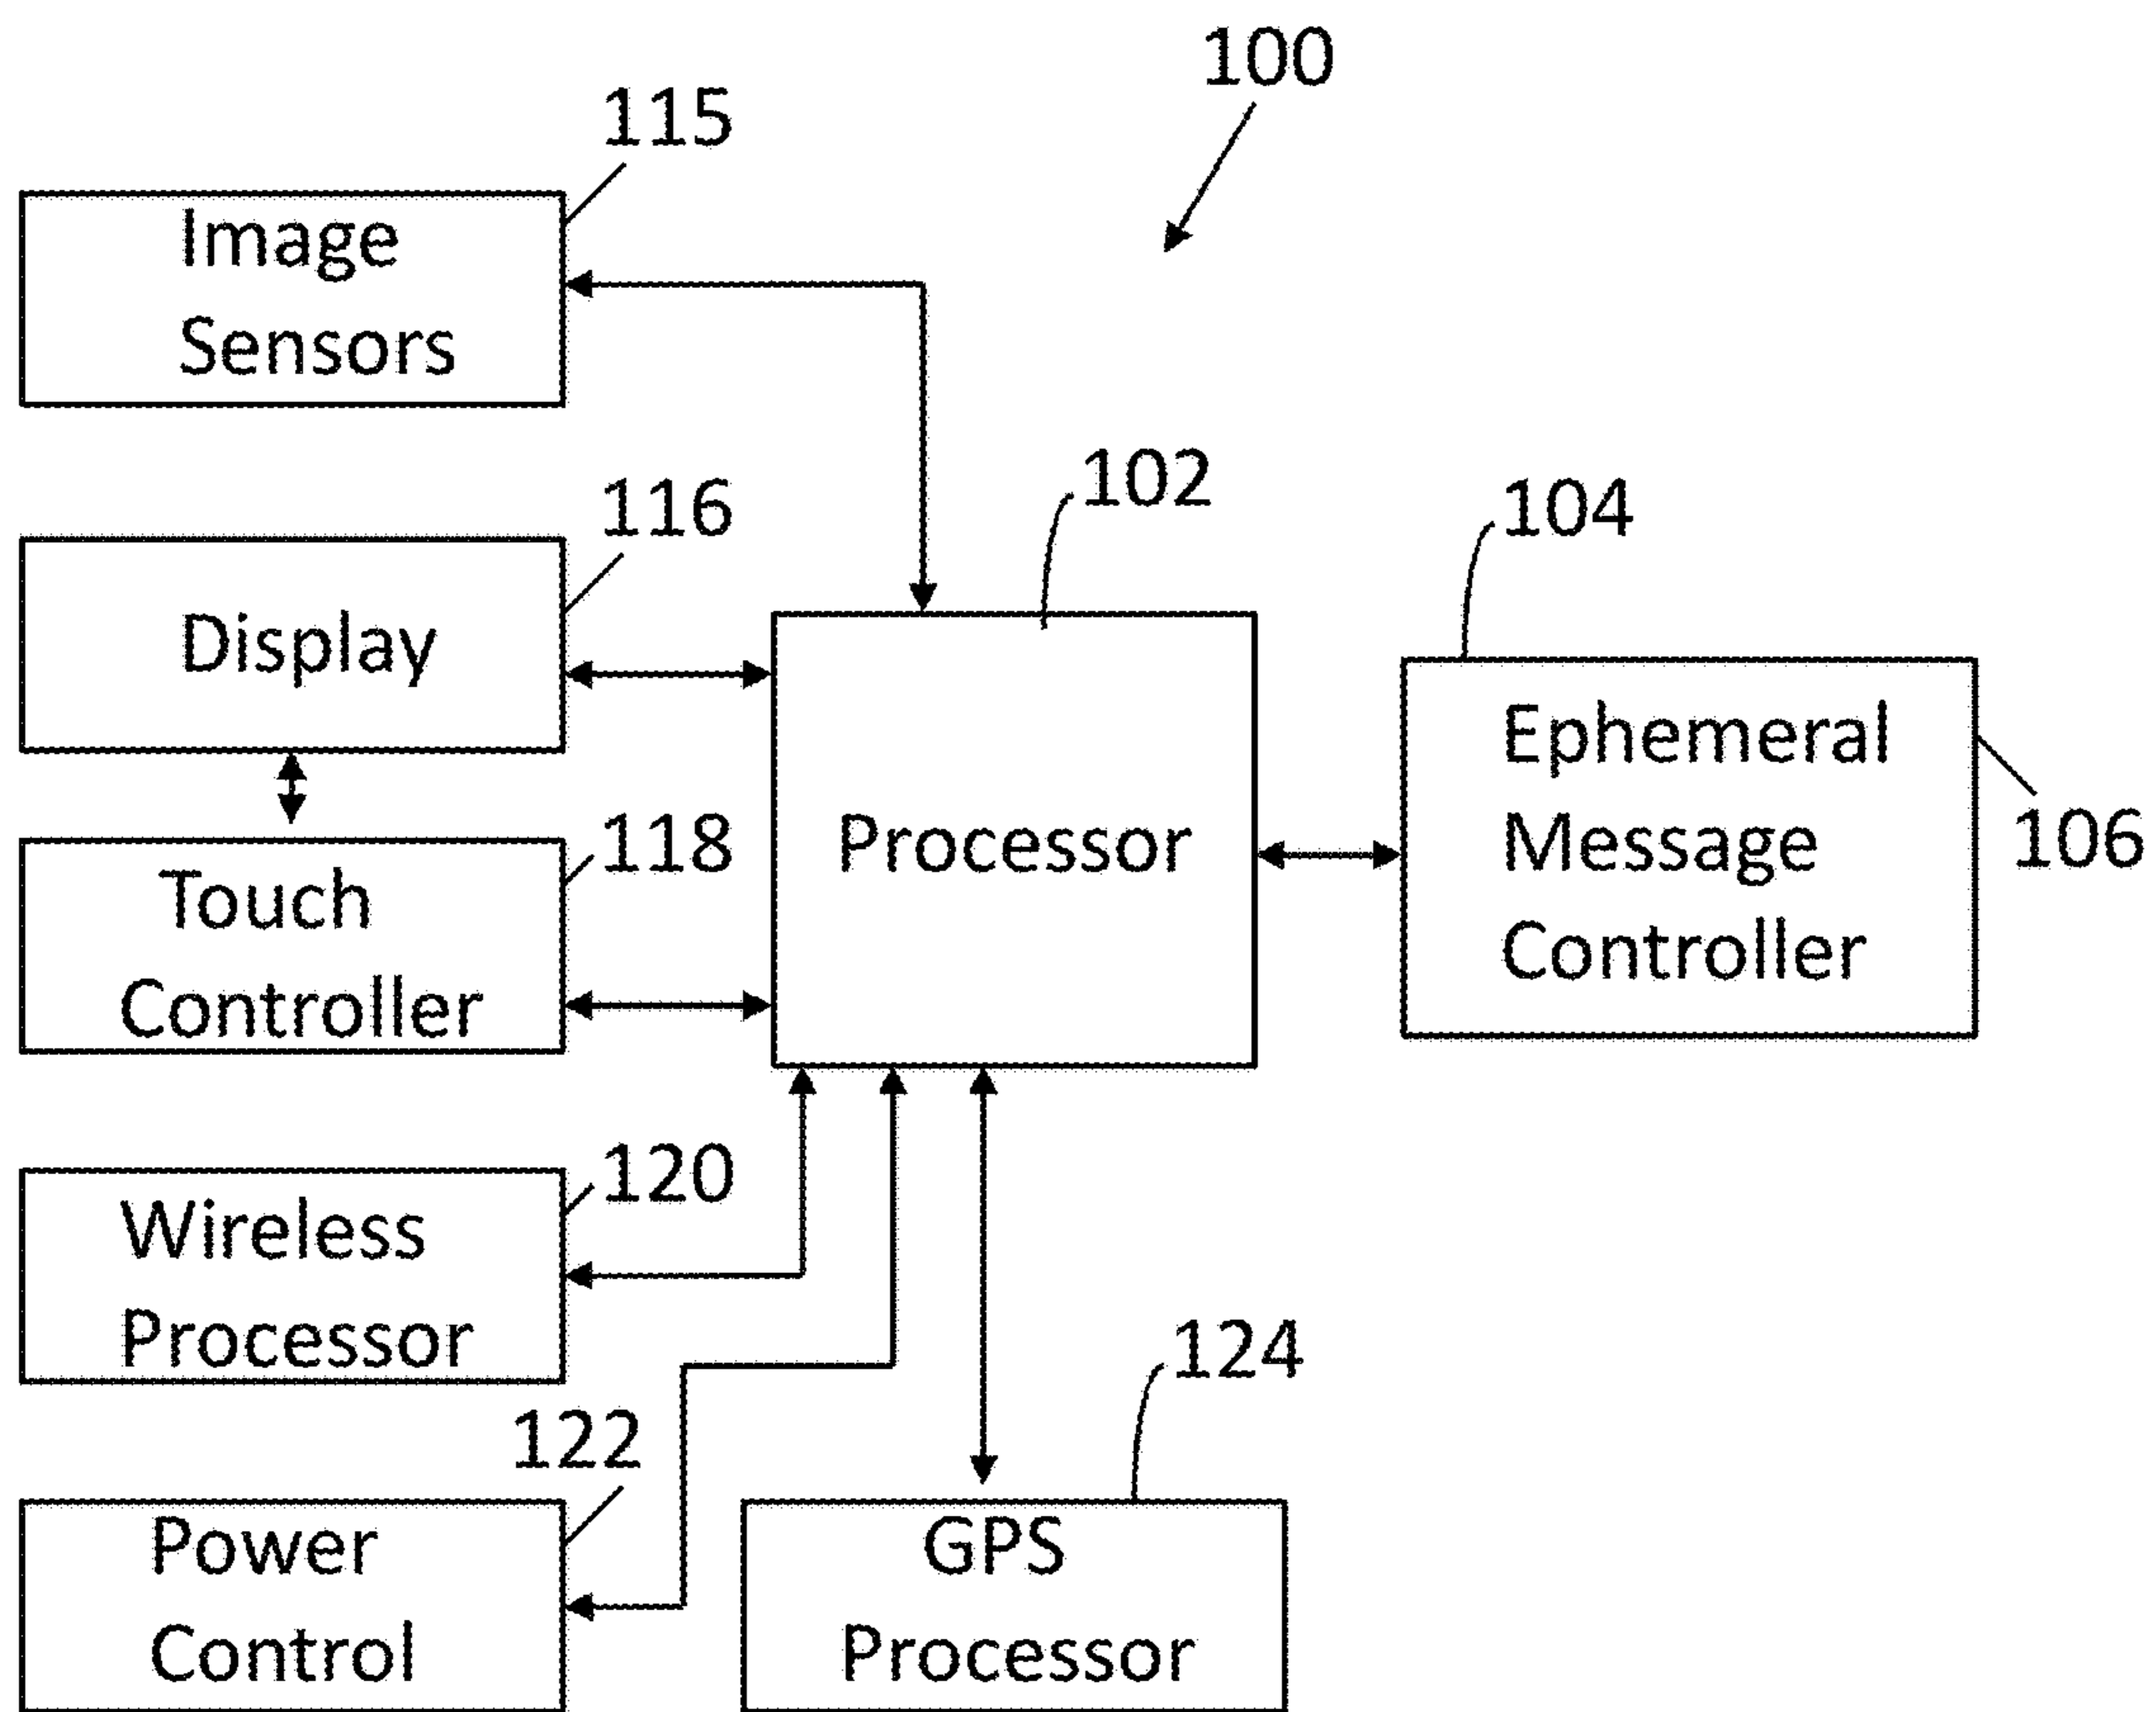 100
115
Image
Sensors
116
Display
102
104
Processor
Ephemeral
Message
Controller
106
118
Touch
Controller
120
Wireless
Processor
122
Power
Control
124
GPS
Processor